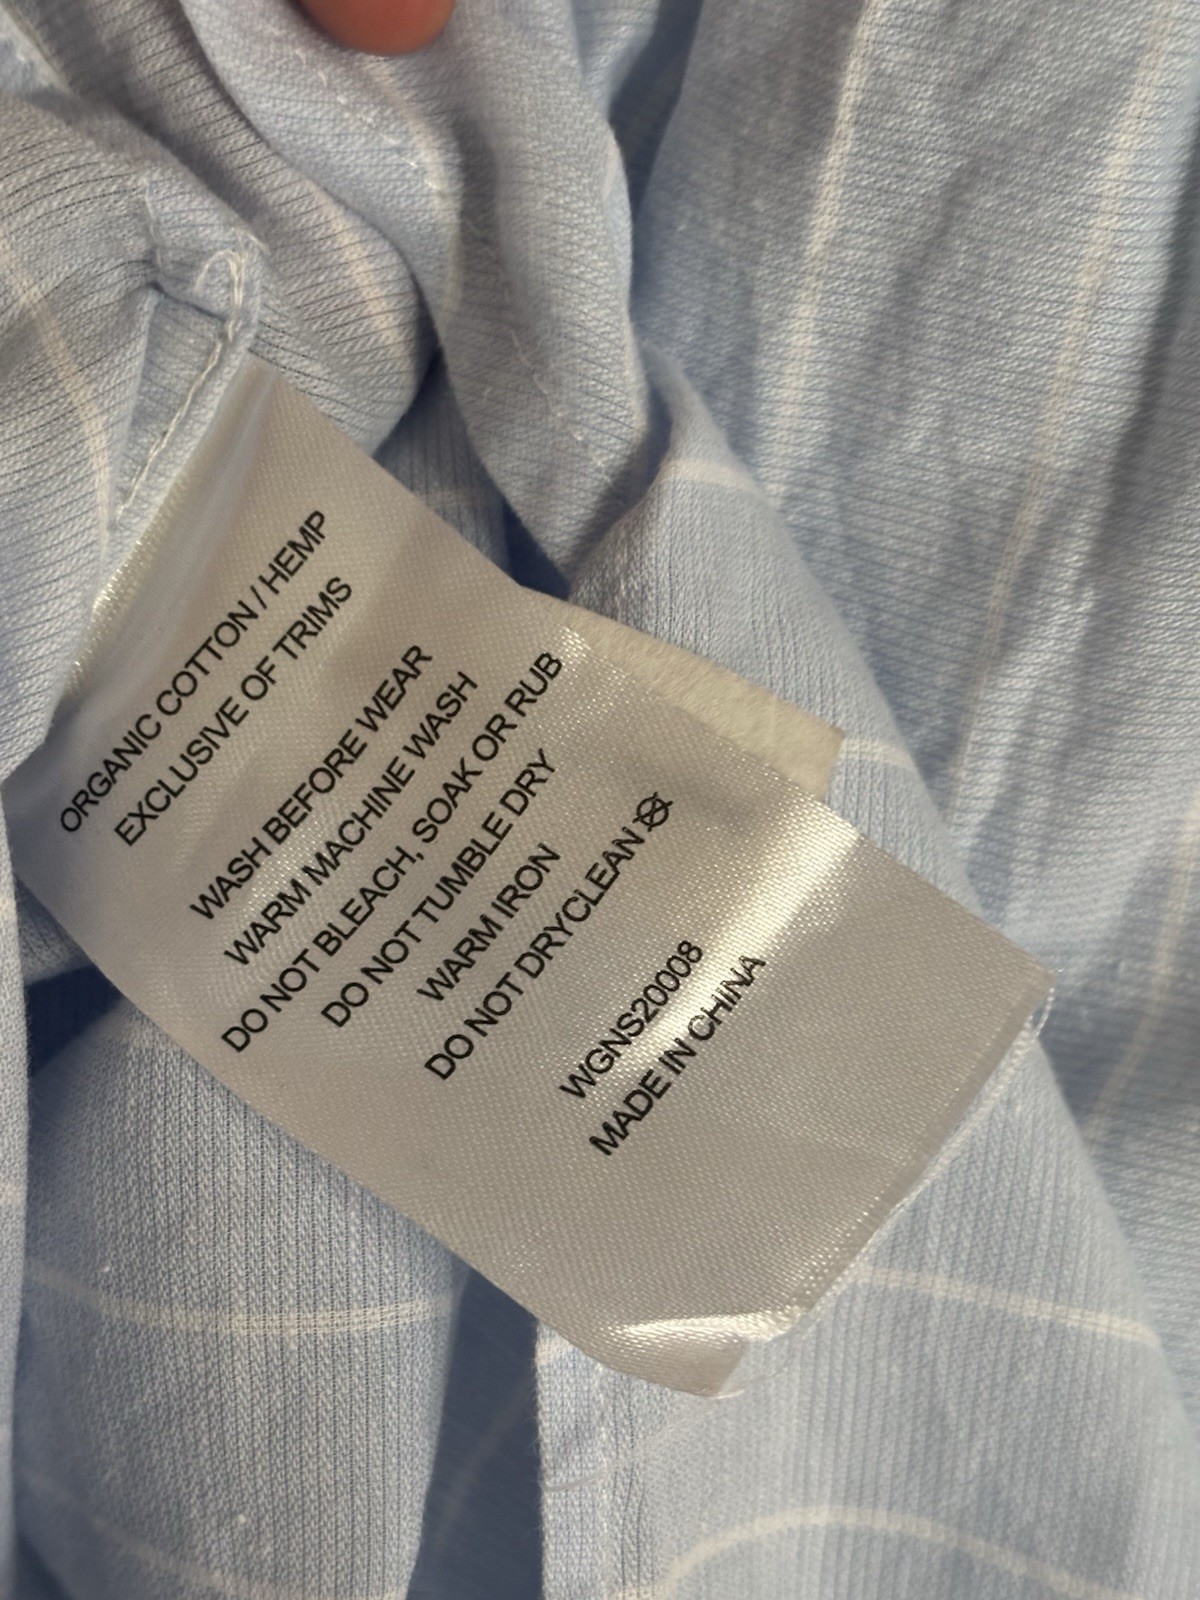 ORGANIC COTTON / HEMP
EXCLUSIVE OF TRIMS
WASH BEFORE WEAR
WARM MACHINE WASH
DO NOT BLEACH, SOAK OR RUB
DO NOT TUMBLE DRY
WARM IRON
DO NOT DRYCLEAN
WGNS20008
MADE IN CHINA